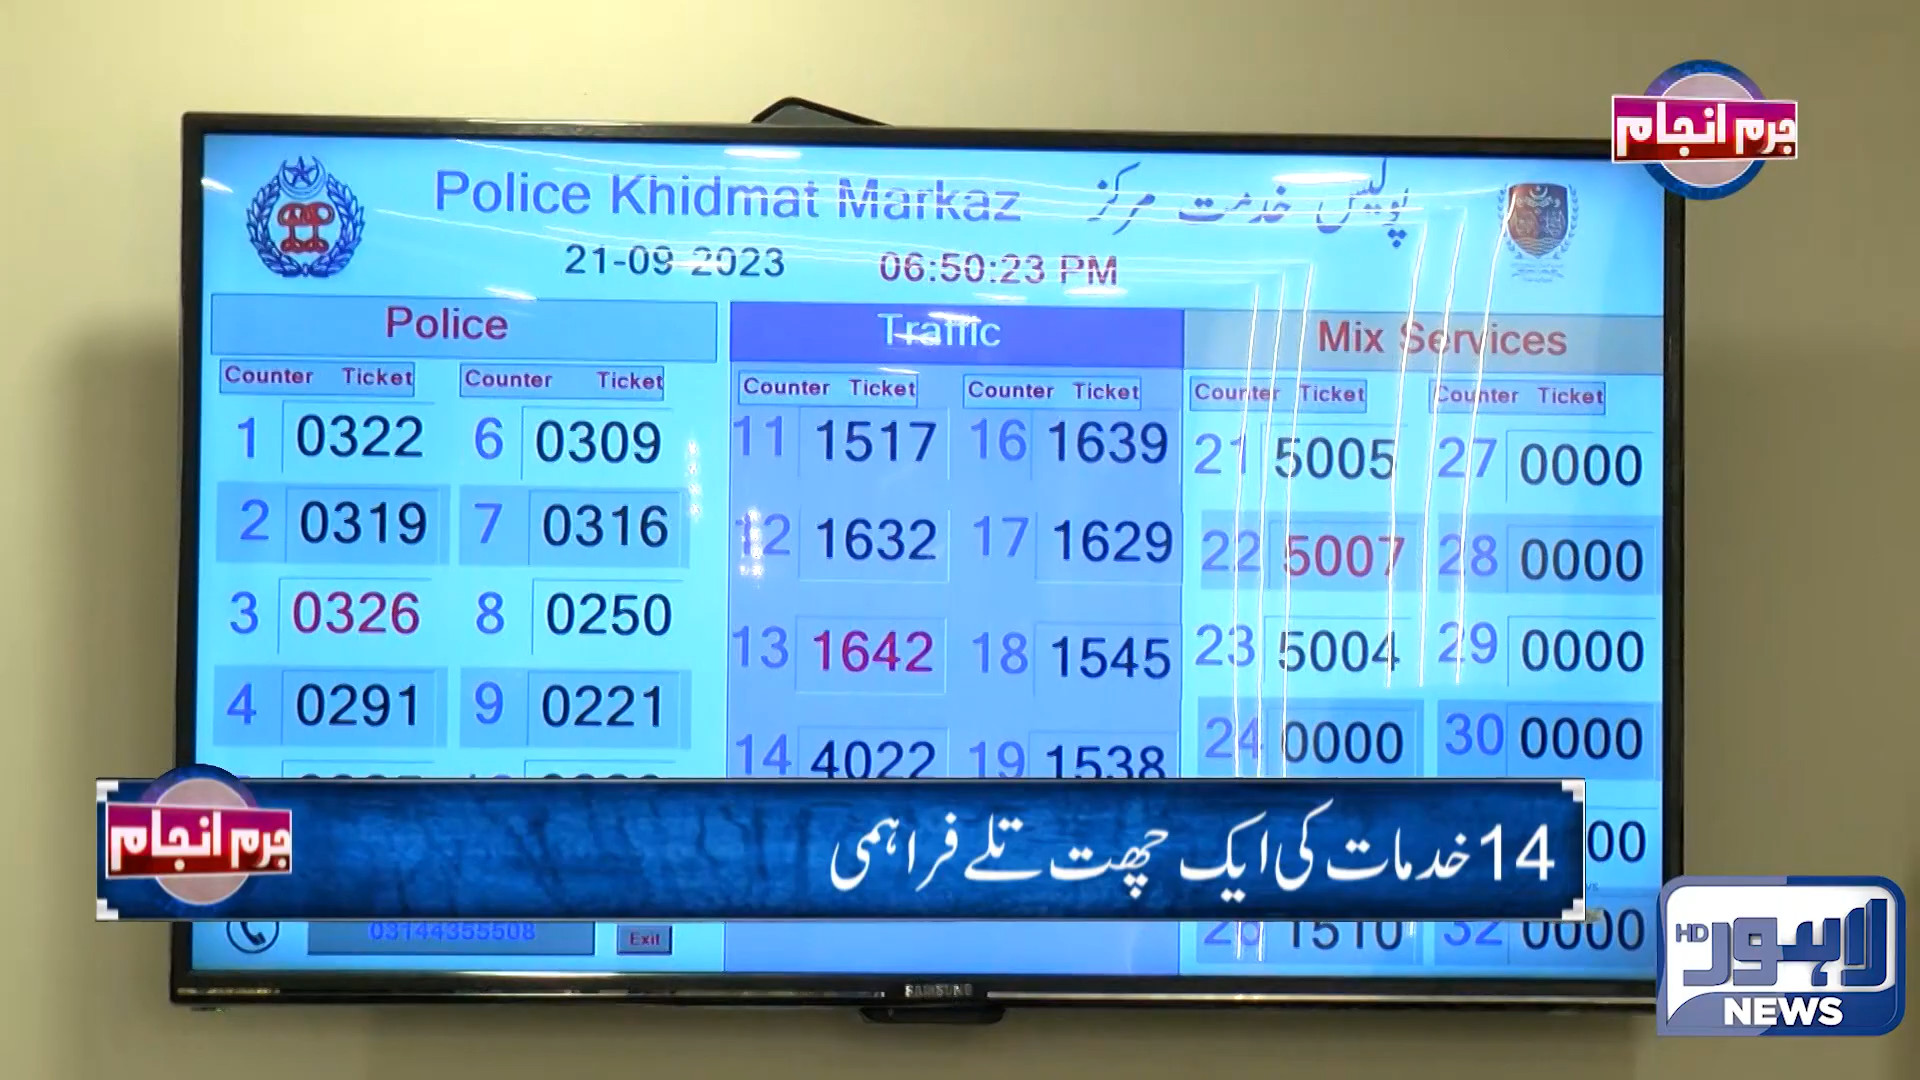 جرم انجام
Police Khidmat Markaz پولیس خدمت مرکز
21-09-2023 06:50:23 PM
Police Traffic Mix Services
Counter Ticket Counter Ticket Counter Ticket Counter Ticket Counter Ticket Counter Ticket
1 0322 6 0309 11 1517 16 1639 21 5005 27 0000
2 0319 7 0316 12 1632 17 1629 22 5007 28 0000
3 0326 8 0250 13 1642 18 1545 23 5004 29 0000
4 0291 9 0221 14 4022 19 1538 24 0000 30 0000
جرم انجام
14 خدمات کی ایک چھت تلے فراہمی
00
03144355508 Exit 26 1510 32 0000
SAMSUNG
HD لاہور
NEWS